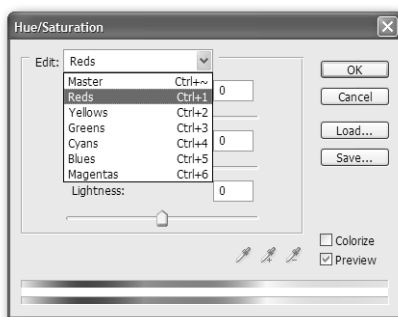 Hue/Saturation
Edit: Reds
Master Ctrl+~
Reds Ctrl+1
Yellows Ctrl+2
Greens Ctrl+3
Cyans Ctrl+4
Blues Ctrl+5
Magentas Ctrl+6
0
0
Lightness: 0
OK
Cancel
Load...
Save...
Colorize
Preview